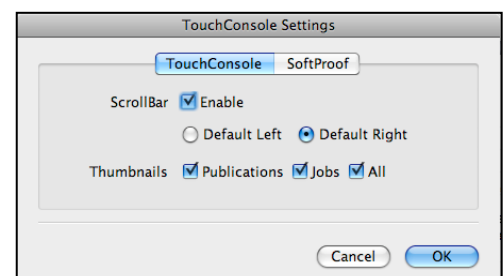 TouchConsole Settings
TouchConsole SoftProof
ScrollBar Enable
Default Left Default Right
Thumbnails Publications Jobs All
Cancel OK